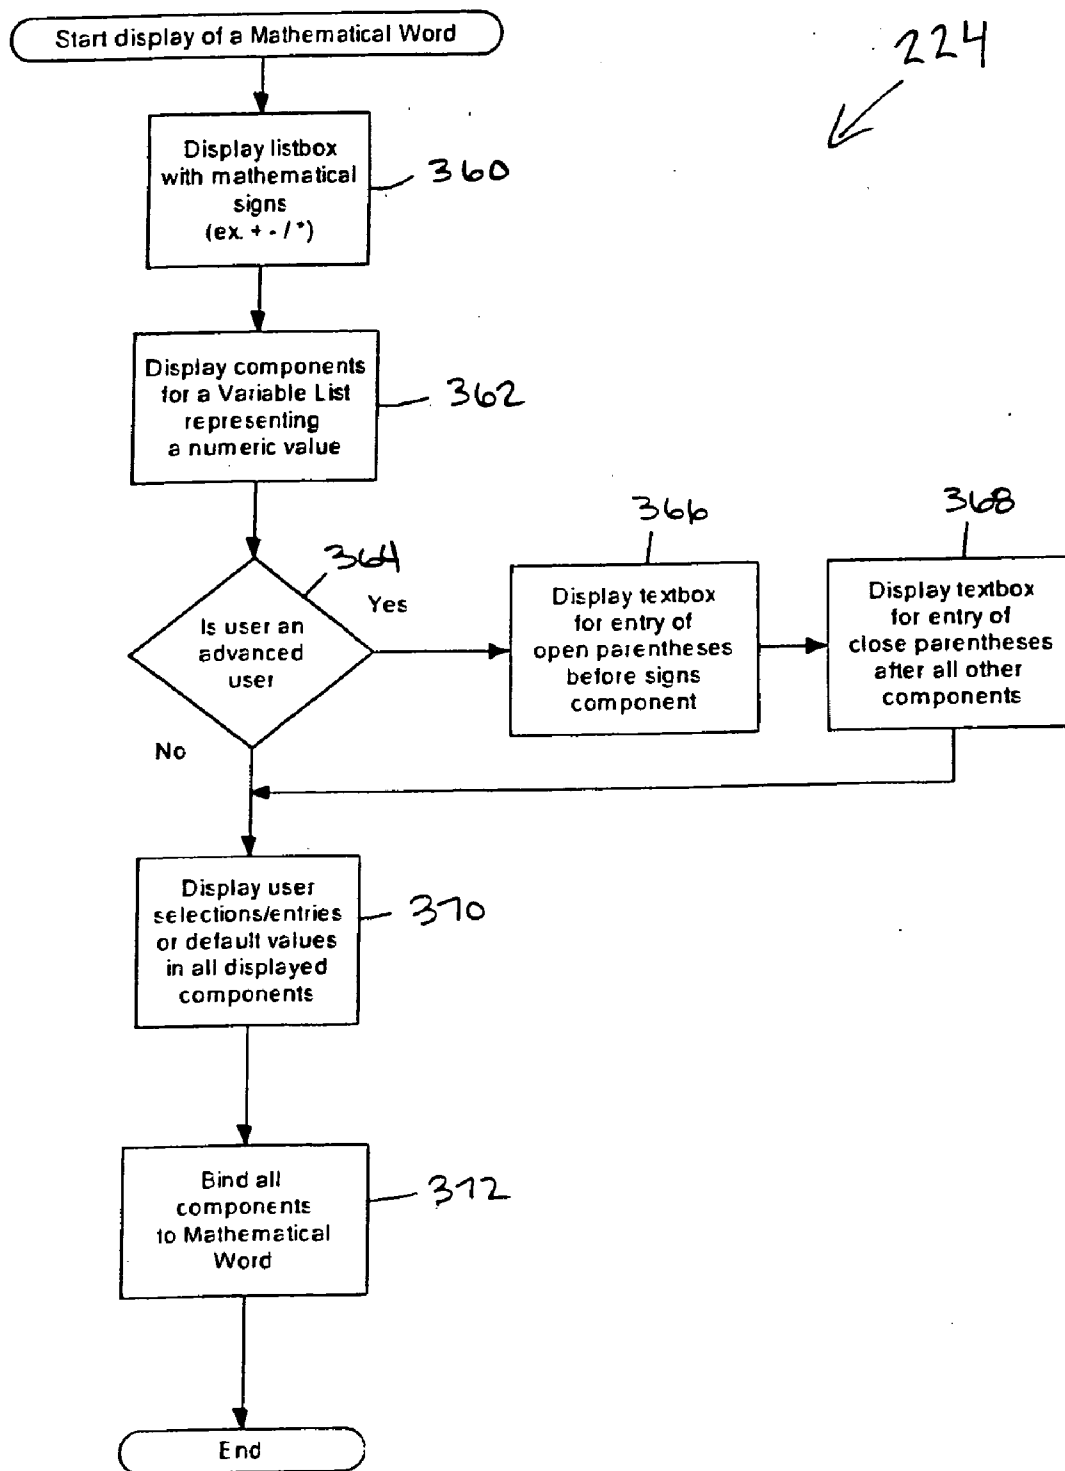 Start display of a Mathematical Word
224
Display listbox
with mathematical
signs
(ex. + - / *)
360
Display components
for a Variable List
representing
a numeric value
362
364
Is user an
advanced
user
Yes
No
366
Display textbox
for entry of
open parentheses
before signs
component
368
Display textbox
for entry of
close parentheses
after all other
components
Display user
selections/entries
or default values
in all displayed
components
370
Bind all
components
to Mathematical
Word
372
End